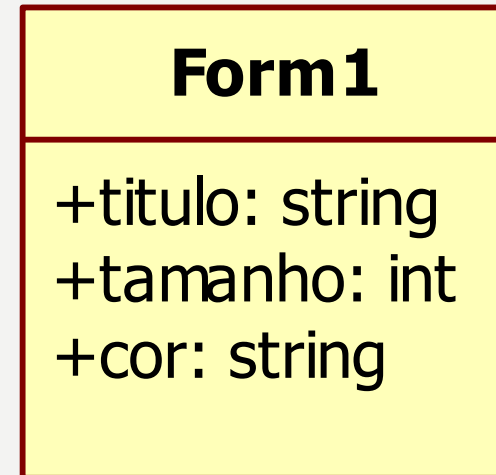 Form1
+titulo: string
+tamanho: int
+cor: string